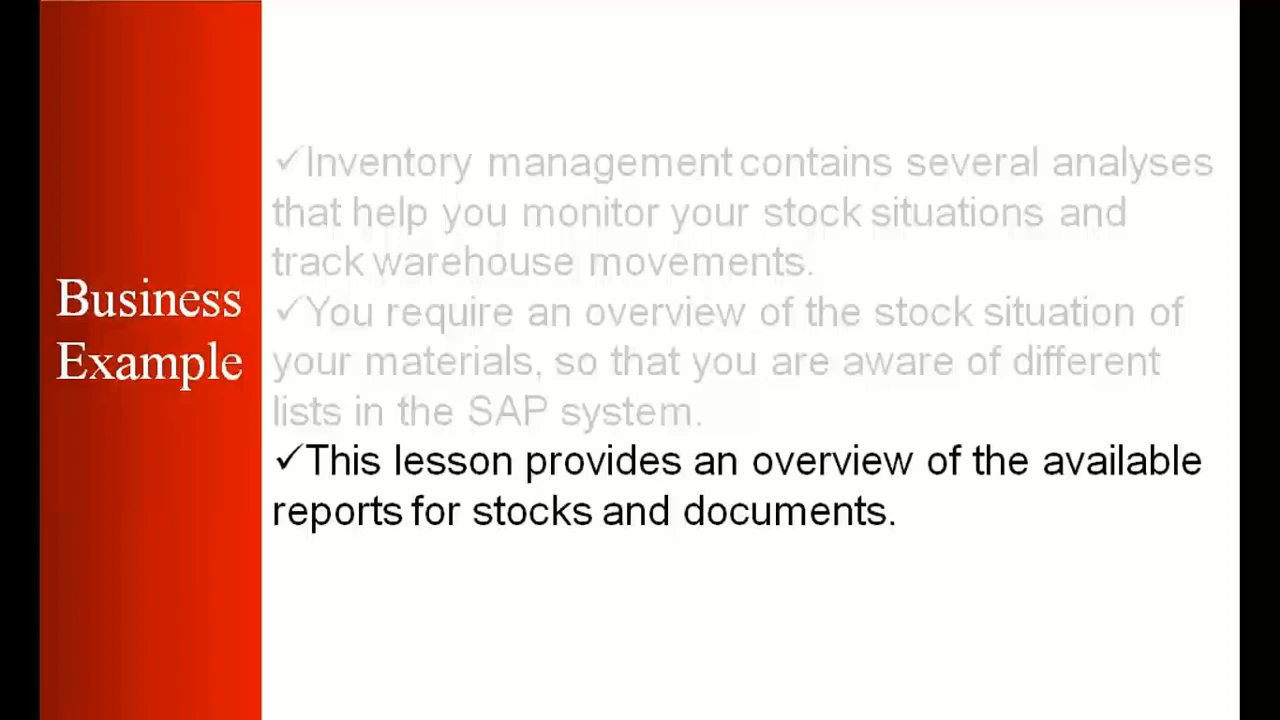 Business
Example
✓Inventory management contains several analyses
that help you monitor your stock situations and
track warehouse movements.
✓You require an overview of the stock situation of
your materials, so that you are aware of different
lists in the SAP system.
✓This lesson provides an overview of the available
reports for stocks and documents.